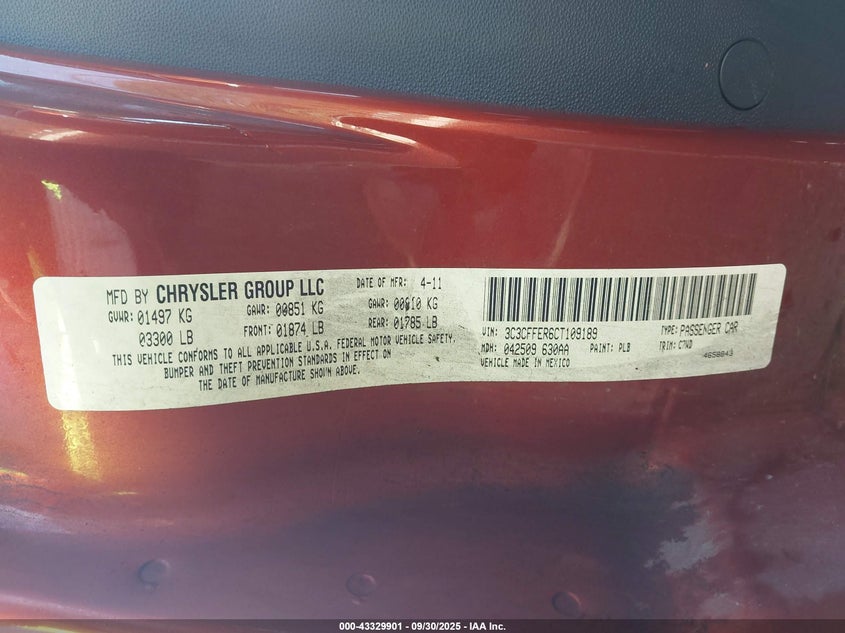 MFD BY CHRYSLER GROUP LLC DATE OF MFR: 4-11
GVWR: 01497 KG GAWR: 00851 KG GAWR: 00810 KG
03300 LB FRONT: 01874 LB REAR: 01785 LB
THIS VEHICLE CONFORMS TO ALL APPLICABLE U.S.A. FEDERAL MOTOR VEHICLE SAFETY,
BUMPER AND THEFT PREVENTION STANDARDS IN EFFECT ON
THE DATE OF MANUFACTURE SHOWN ABOVE.
VIN: 3C3CFFER6CT109189 TYPE: PASSENGER CAR
MDH: 042509 630AA PAINT: PLB TRIM: C7WD
VEHICLE MADE IN MEXICO 4658843
000-43329901 - 09/30/2025 - IAA Inc.